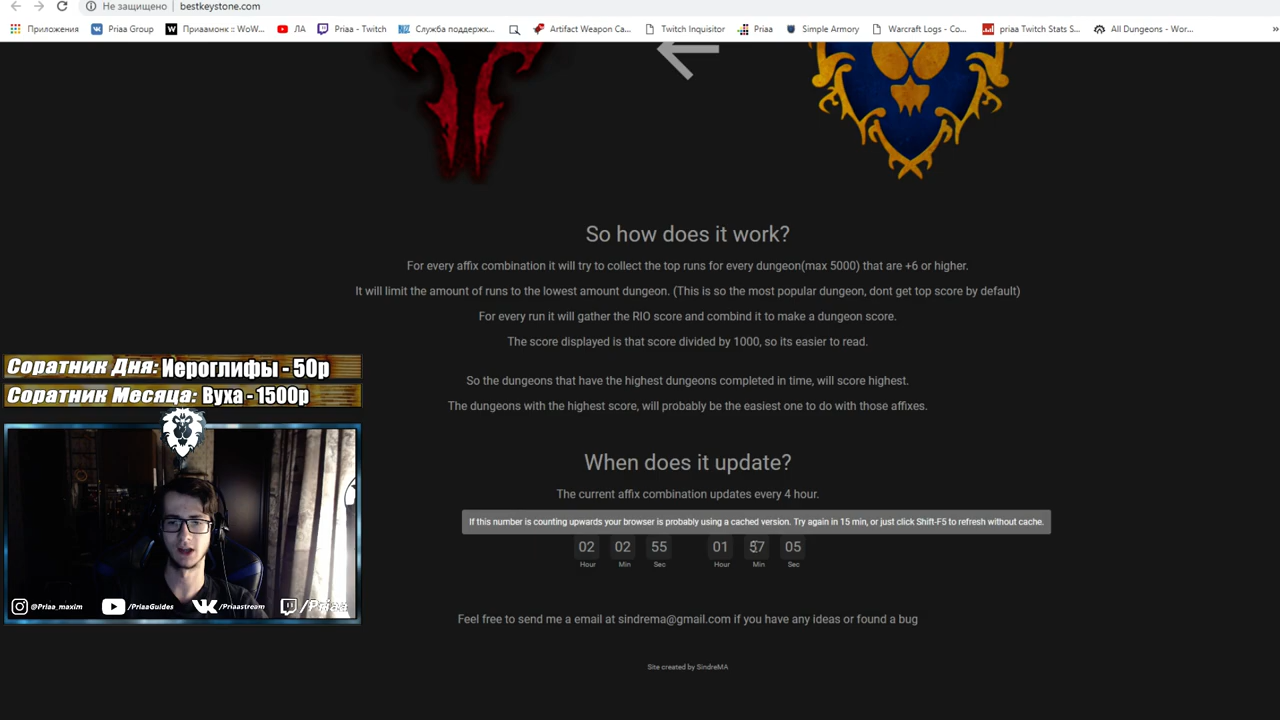 Не защищено
bestkeystone.com
Приложения
Priaa Group
Приваамонк :: WoW...
ЛА
Priaa - Twitch
Служба поддержк...
Artifact Weapon Ca...
Twitch Inquisitor
Priaa
Simple Armory
Warcraft Logs - Co...
priaa Twitch Stats S...
All Dungeons - Wor...
»
So how does it work?
For every affix combination it will try to collect the top runs for every dungeon(max 5000) that are +6 or higher.
It will limit the amount of runs to the lowest amount dungeon. (This is so the most popular dungeon, dont get top score by default)
For every run it will gather the RIO score and combind it to make a dungeon score.
The score displayed is that score divided by 1000, so its easier to read.
So the dungeons that have the highest dungeons completed in time, will score highest.
The dungeons with the highest score, will probably be the easiest one to do with those affixes.
When does it update?
The current affix combination updates every 4 hour.
If this number is counting upwards your browser is probably using a cached version. Try again in 15 min, or just click Shift-F5 to refresh without cache.
02 02 55 01 57 05
Hour Min Sec Hour Min Sec
Feel free to send me a email at sindrema@gmail.com if you have any ideas or found a bug
Site created by SindreMA
Соратник Дня: Иероглифы - 50р
Соратник Месяца: Вуха - 1500р
@Priaa_maxim
/PriaaGuides
/Priaastream
/Priaa